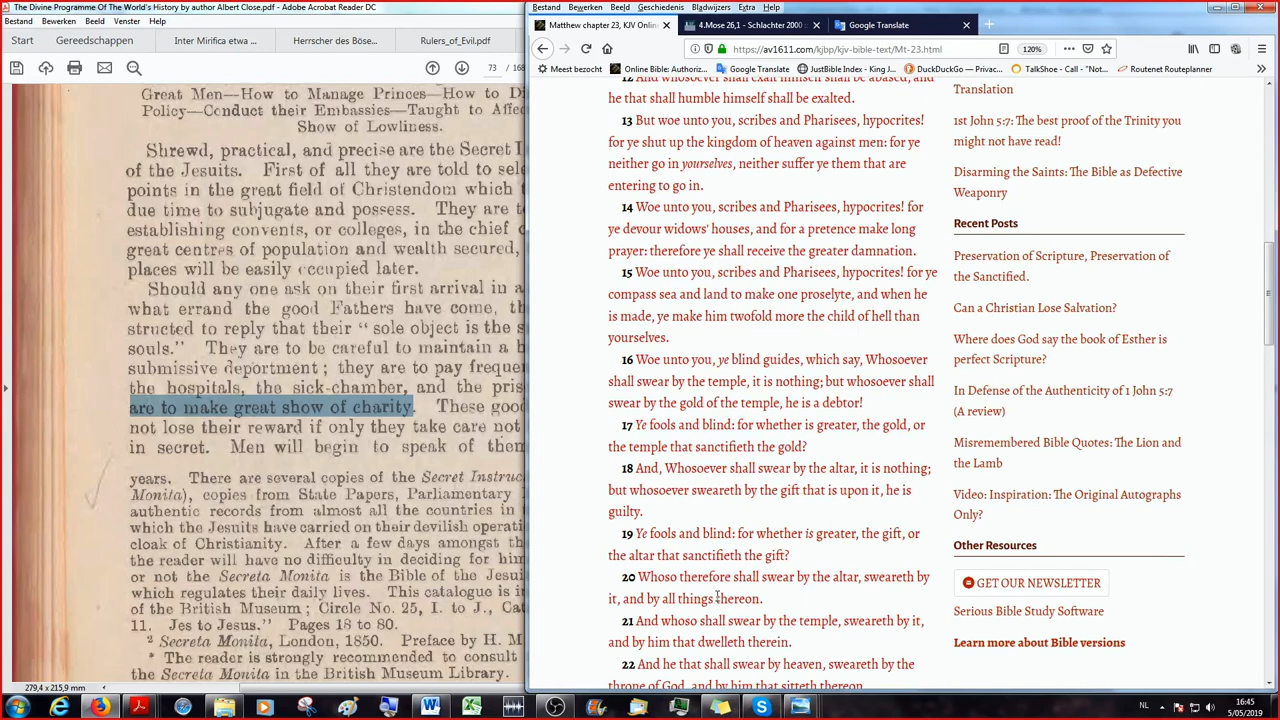 The Divine Programme Of The World's History by author Albert Close.pdf - Adobe Acrobat Reader DC
Bestand Bewerken Beeld Venster Help
Start Gereedschappen Inter Mirifica etwa ... Herrscher des Böse... Rulers_of_Evil.pdf
73 / 168
Great Men—How to Manage Princes—How to Di
Policy—Conduct their Embassies—Taught to Affe
Show of Lowliness.
Shrewd, practical, and precise are the Secret I
of the Jesuits. First of all they are told to sele
points in the great field of Christendom which t
due time to subjugate and possess. They are t
establishing convents, or colleges, in the chief c
great centres of population and wealth secured,
places will be easily occupied later.
Should any one ask on their first arrival in a
what errand the good Fathers have come, th
structed to reply that their “ sole object is the s
souls.” They are to be careful to maintain a h
submissive deportment ; they are to pay freque
the hospitals, the sick-chamber, and the pris
are to make great show of charity. These good
not lose their reward if only they take care not
in secret. Men will begin to speak of them
years. There are several copies of the Secret Instruc
Monita), copies from State Papers, Parliamentary
authentic records from almost all the countries in
which the Jesuits have carried on their devilish operati
cloak of Christianity. After a few days amongst th
the reader will have no difficulty in deciding for him
or not the Secreta Monita is the Bible of the Jesui
which regulates their daily lives. This catalogue is i
of the British Museum ; Circle No. 25, I. to J., Cat
11. Jes to Jesus.” Pages 18 to 80.
² Secreta Monita, London, 1850. Preface by H. M
* The reader is strongly recommended to consult
the Secreta Monita in the British Museum Library.
279,4 x 215,9 mm
Bestand Bewerken Beeld Geschiedenis Bladwijzers Extra Help
Matthew chapter 23, KJV Online
4.Mose 26,1 - Schlachter 2000
Google Translate
https://av1611.com/kjbp/kjv-bible-text/Mt-23.html
120%
Meest bezocht Online Bible: Authoriz... Google Translate JustBible Index - King J... DuckDuckGo — Privac... TalkShoe - Call - "Not... Routenet Routeplanner
12 And whosoever shall exalt himself shall be abased; and
he that shall humble himself shall be exalted.
13 But woe unto you, scribes and Pharisees, hypocrites!
for ye shut up the kingdom of heaven against men: for ye
neither go in yourselves, neither suffer ye them that are
entering to go in.
14 Woe unto you, scribes and Pharisees, hypocrites! for
ye devour widows' houses, and for a pretence make long
prayer: therefore ye shall receive the greater damnation.
15 Woe unto you, scribes and Pharisees, hypocrites! for ye
compass sea and land to make one proselyte, and when he
is made, ye make him twofold more the child of hell than
yourselves.
16 Woe unto you, ye blind guides, which say, Whosoever
shall swear by the temple, it is nothing; but whosoever shall
swear by the gold of the temple, he is a debtor!
17 Ye fools and blind: for whether is greater, the gold, or
the temple that sanctifieth the gold?
18 And, Whosoever shall swear by the altar, it is nothing;
but whosoever sweareth by the gift that is upon it, he is
guilty.
19 Ye fools and blind: for whether is greater, the gift, or
the altar that sanctifieth the gift?
20 Whoso therefore shall swear by the altar, sweareth by
it, and by all things thereon.
21 And whoso shall swear by the temple, sweareth by it,
and by him that dwelleth therein.
22 And he that shall swear by heaven, sweareth by the
throne of God, and by him that sitteth thereon.
Translation
1st John 5:7: The best proof of the Trinity you
might not have read!
Disarming the Saints: The Bible as Defective
Weaponry
Recent Posts
Preservation of Scripture, Preservation of
the Sanctified.
Can a Christian Lose Salvation?
Where does God say the book of Esther is
perfect Scripture?
In Defense of the Authenticity of 1 John 5:7
(A review)
Misremembered Bible Quotes: The Lion and
the Lamb
Video: Inspiration: The Original Autographs
Only?
Other Resources
GET OUR NEWSLETTER
Serious Bible Study Software
Learn more about Bible versions
NL
16:45
5/05/2019